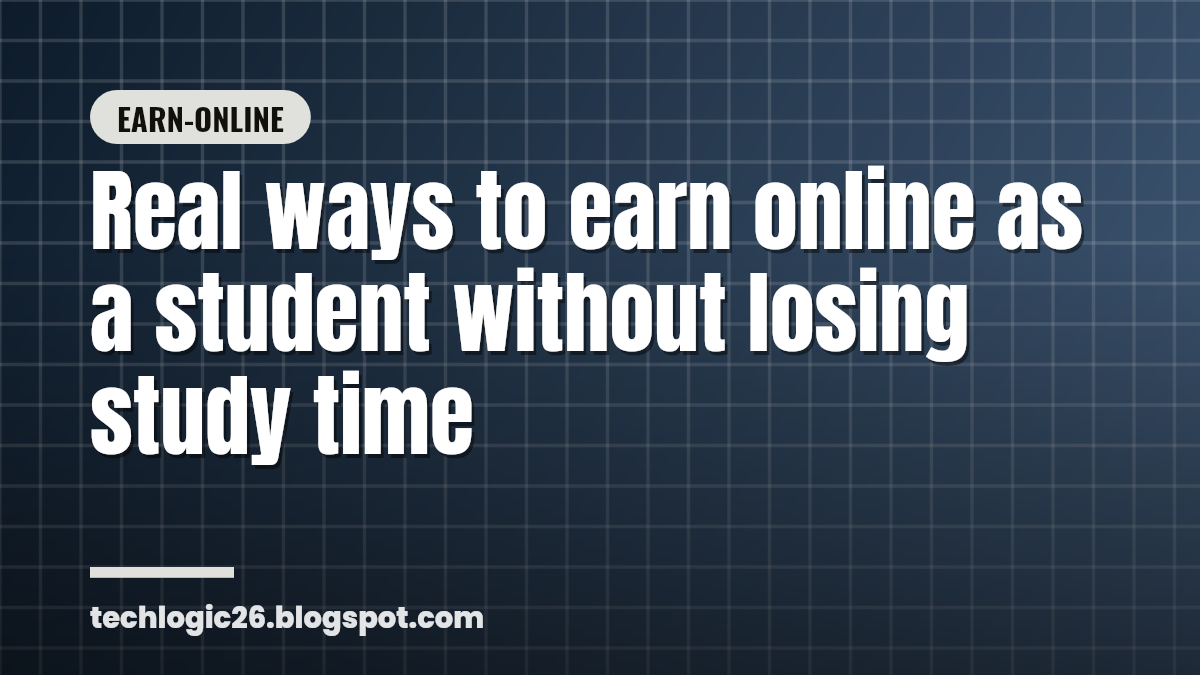 EARN-ONLINE
Real ways to earn online as
a student without losing
study time
techlogic26.blogspot.com